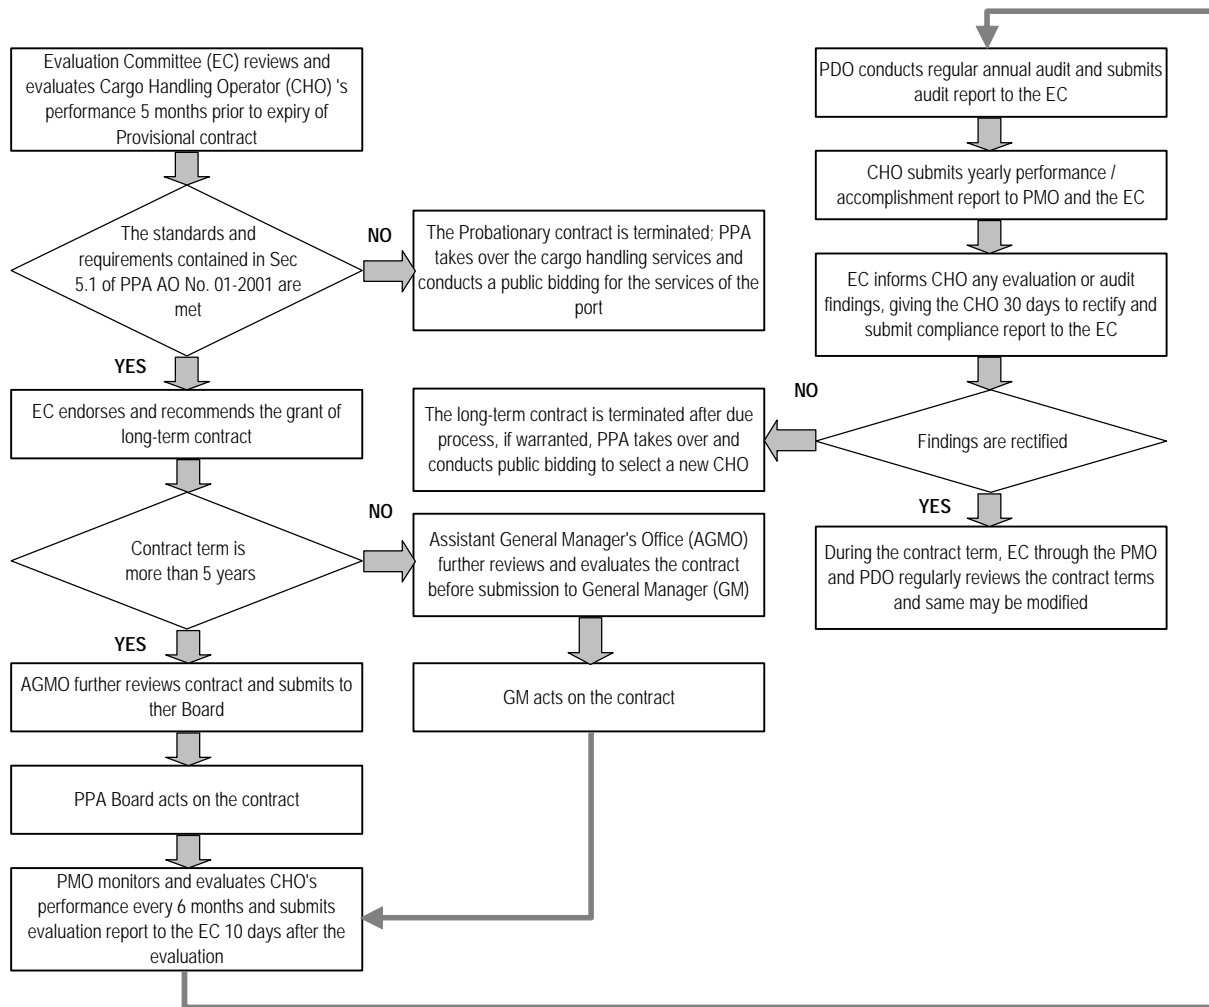 Evaluation Committee (EC) reviews and
evaluates Cargo Handling Operator (CHO) 's
performance 5 months prior to expiry of
Provisional contract
The standards and
requirements contained in Sec
5.1 of PPA AO No. 01-2001 are
met
NO
The Probationary contract is terminated; PPA
takes over the cargo handling services and
conducts a public bidding for the services of the
port
YES
EC endorses and recommends the grant of
long-term contract
Contract term is
more than 5 years
NO
Assistant General Manager's Office (AGMO)
further reviews and evaluates the contract
before submission to General Manager (GM)
GM acts on the contract
YES
AGMO further reviews contract and submits to
ther Board
PPA Board acts on the contract
PMO monitors and evaluates CHO's
performance every 6 months and submits
evaluation report to the EC 10 days after the
evaluation
PDO conducts regular annual audit and submits
audit report to the EC
CHO submits yearly performance /
accomplishment report to PMO and the EC
EC informs CHO any evaluation or audit
findings, giving the CHO 30 days to rectify and
submit compliance report to the EC
Findings are rectified
NO
The long-term contract is terminated after due
process, if warranted, PPA takes over and
conducts public bidding to select a new CHO
YES
During the contract term, EC through the PMO
and PDO regularly reviews the contract terms
and same may be modified